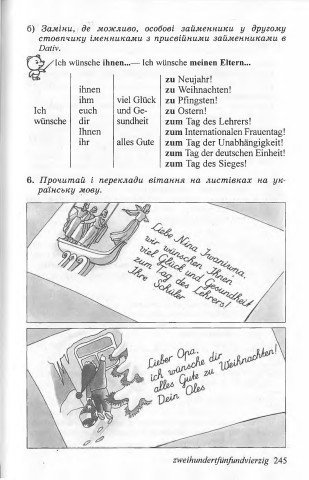 б) Заміни, де можливо, особові займенники у другому
стовпчику іменниками з присвійними займенниками в
Dativ.
Ich wünsche ihnen...— Ich wünsche meinen Eltern...
Ich
wünsche
ihnen
ihm
euch
dir
Ihnen
ihr
viel Glück
und Ge-
sundheit
alles Gute
zu Neujahr!
zu Weihnachten!
zu Pfingsten!
zu Ostern!
zum Tag des Lehrers!
zum Internationalen Frauentag!
zum Tag der Unabhängigkeit!
zum Tag der deutschen Einheit!
zum Tag des Sieges!
6. Прочитай і переклади вітання на листівках на ук-
раїнську мову.
Liebe Nina Iwaniwna,
wir wünschen Ihnen
viel Glück und Gesundheit
zum Tag des Lehrers!
Ihre Schüler
Lieber Opa,
ich wünsche dir
alles Gute zu Weihnachten!
Dein Oles
zweihundertfünfundvierzig 245